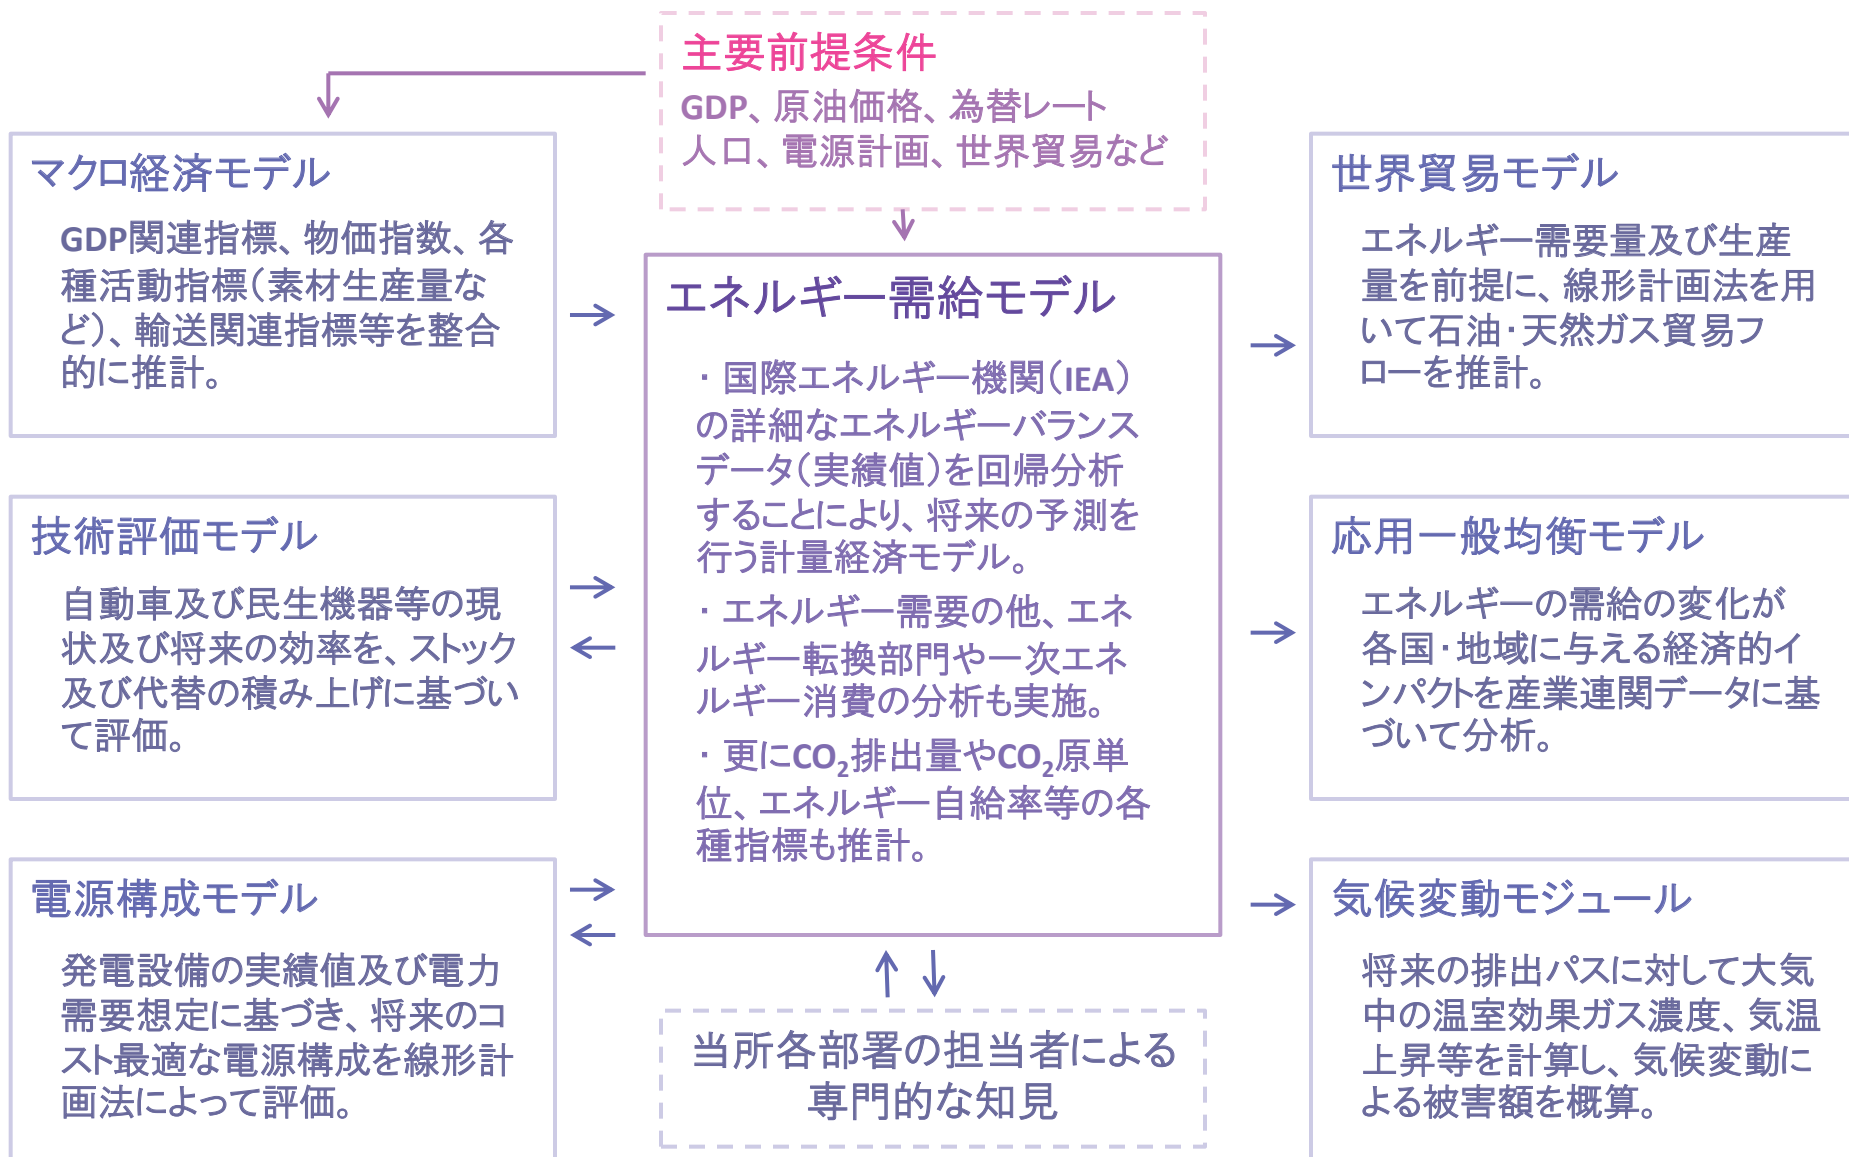 主要前提条件
GDP、原油価格、為替レート
人口、電源計画、世界貿易など
マクロ経済モデル
GDP関連指標、物価指数、各
種活動指標（素材生産量な
ど）、輸送関連指標等を整合
的に推計。
技術評価モデル
自動車及び民生機器等の現
状及び将来の効率を、ストック
及び代替の積み上げに基づい
て評価。
電源構成モデル
発電設備の実績値及び電力
需要想定に基づき、将来のコ
スト最適な電源構成を線形計
画法によって評価。
エネルギー需給モデル
・国際エネルギー機関（IEA）
の詳細なエネルギーバランス
データ（実績値）を回帰分析
することにより、将来の予測を
行う計量経済モデル。
・エネルギー需要の他、エネ
ルギー転換部門や一次エネ
ルギー消費の分析も実施。
・更にCO₂排出量やCO₂原単
位、エネルギー自給率等の各
種指標も推計。
当所各部署の担当者による
専門的な知見
世界貿易モデル
エネルギー需要量及び生産
量を前提に、線形計画法を用
いて石油・天然ガス貿易フ
ローを推計。
応用一般均衡モデル
エネルギーの需給の変化が
各国・地域に与える経済的イ
ンパクトを産業連関データに基
づいて分析。
気候変動モジュール
将来の排出パスに対して大気
中の温室効果ガス濃度、気温
上昇等を計算し、気候変動に
よる被害額を概算。